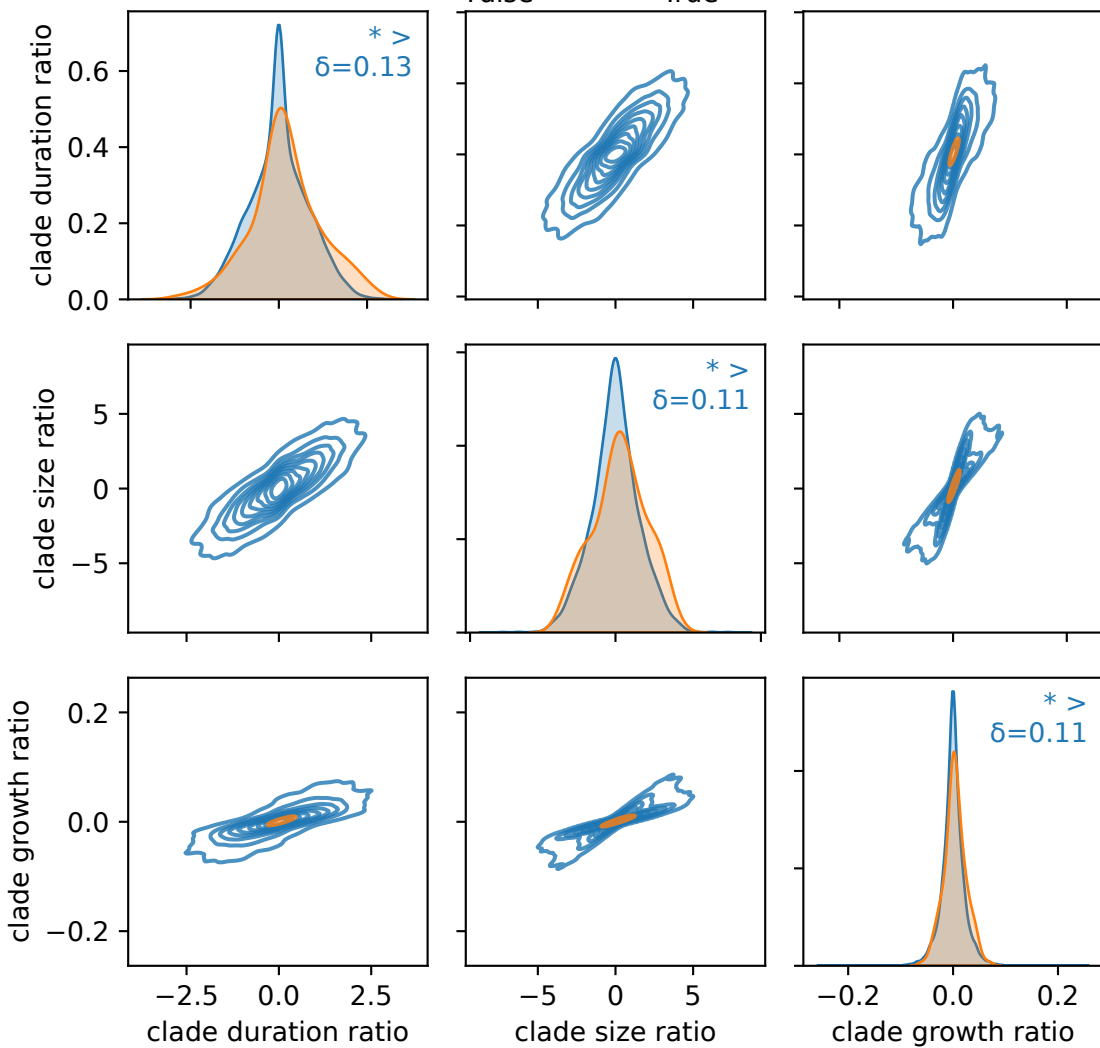 clade duration ratio
0.6
0.4
0.2
0.0
* >
δ=0.13
clade size ratio
5
0
−5
* >
δ=0.11
clade growth ratio
0.2
0.0
−0.2
* >
δ=0.11
−2.5 0.0 2.5
−5 0 5
−0.2 0.0 0.2
clade duration ratio
clade size ratio
clade growth ratio